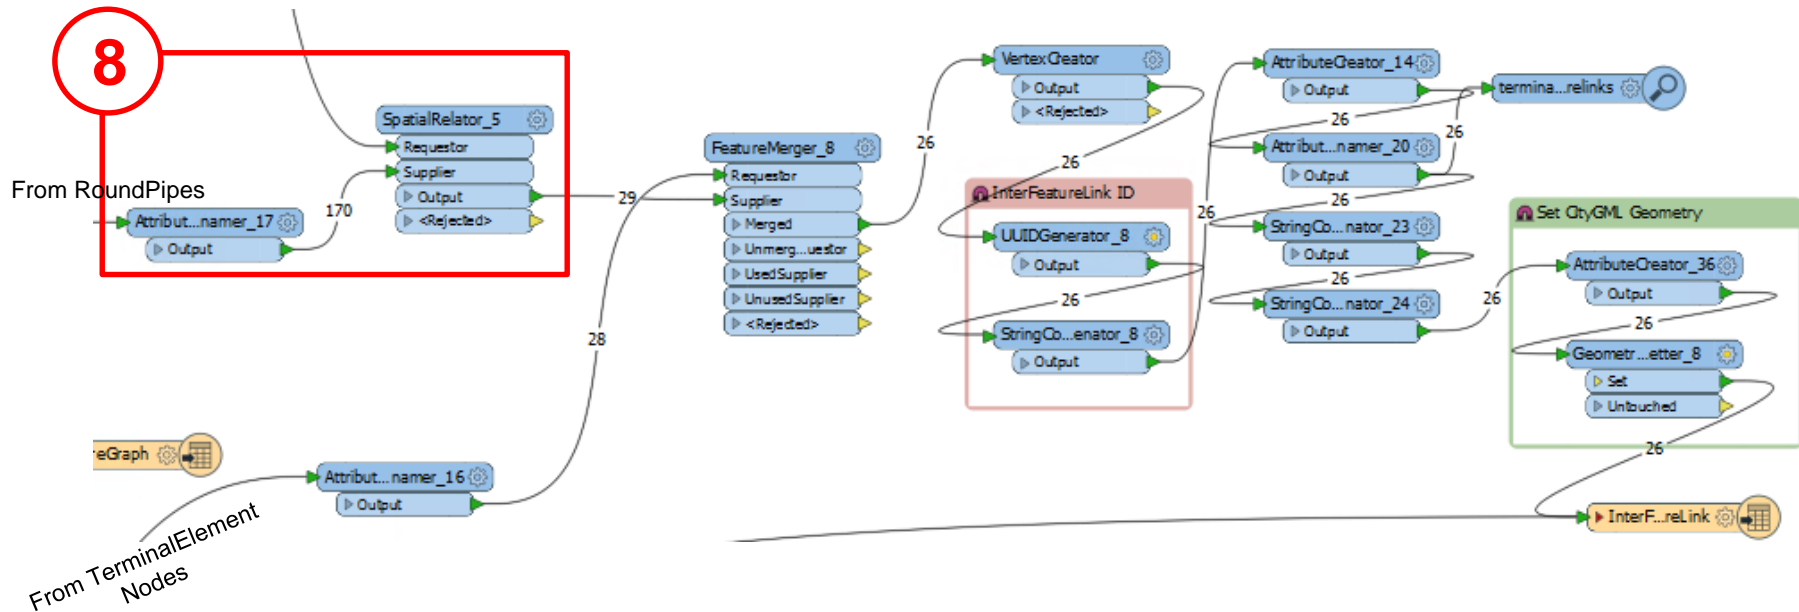 8
SpatialRelator_5
Requestor
Supplier
Output
<Rejected>
From RoundPipes
170
Attribut...namer_17
Output
29
FeatureMerger_8
Requestor
Supplier
Merged
Unmerg...uestor
UsedSupplier
UnusedSupplier
<Rejected>
28
eGraph
Attribut...namer_16
Output
From TerminalElement
Nodes
26
VertexCreator
Output
<Rejected>
26
InterFeatureLink ID
UUIDGenerator_8
Output
26
StringCo...enator_8
Output
26
AttributeCreator_14
Output
26
26
termina...relinks
Attribut...namer_20
Output
26
StringCo...nator_23
Output
26
StringCo...nator_24
Output
26
Set CityGML Geometry
AttributeCreator_36
Output
26
Geometr...etter_8
Set
Untouched
26
InterF...reLink